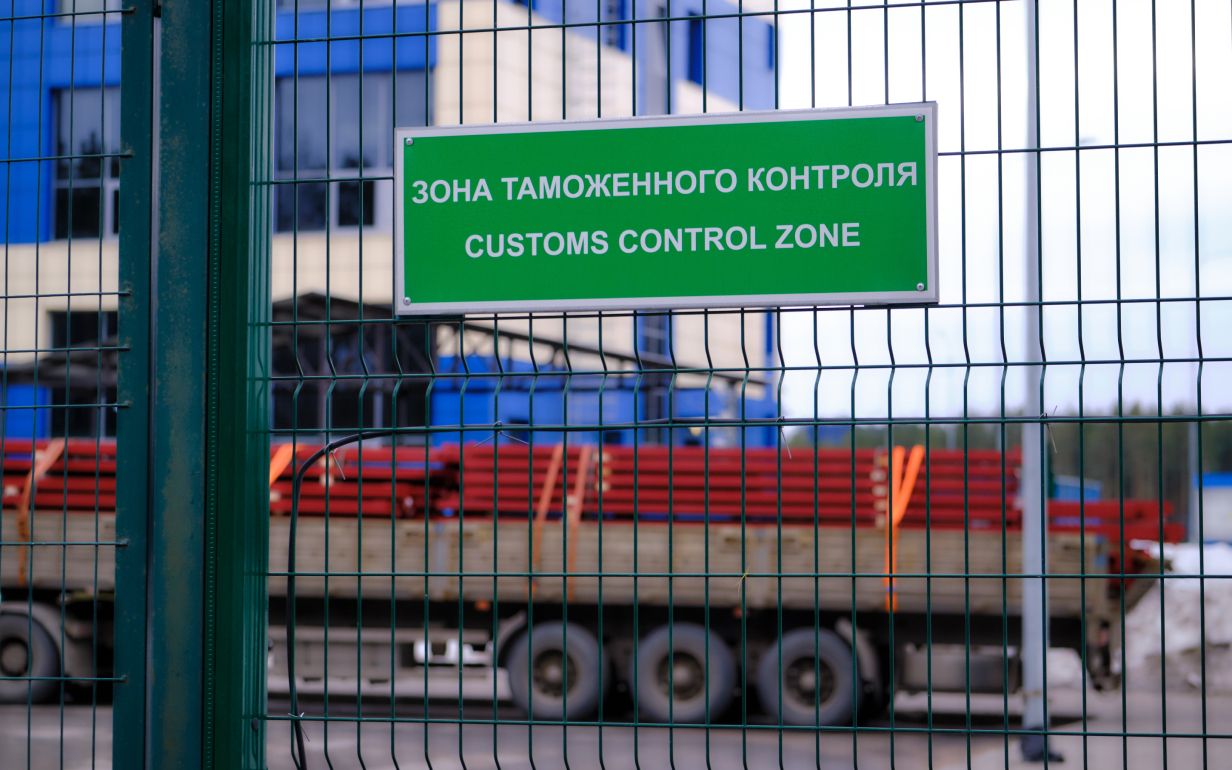 ЗОНА ТАМОЖЕННОГО КОНТРОЛЯ
CUSTOMS CONTROL ZONE